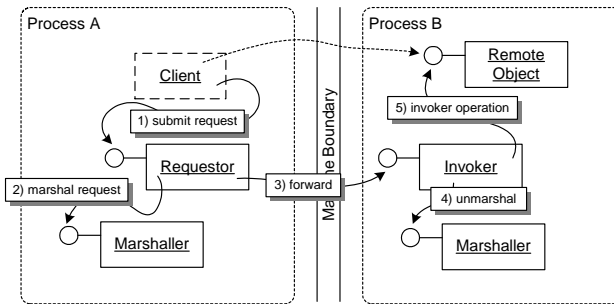 Process A
Process B
Client
Remote
Object
1) submit request
5) invoker operation
Requestor
Invoker
2) marshal request
3) forward
4) unmarshal
Marshaller
Marshaller
Boundary